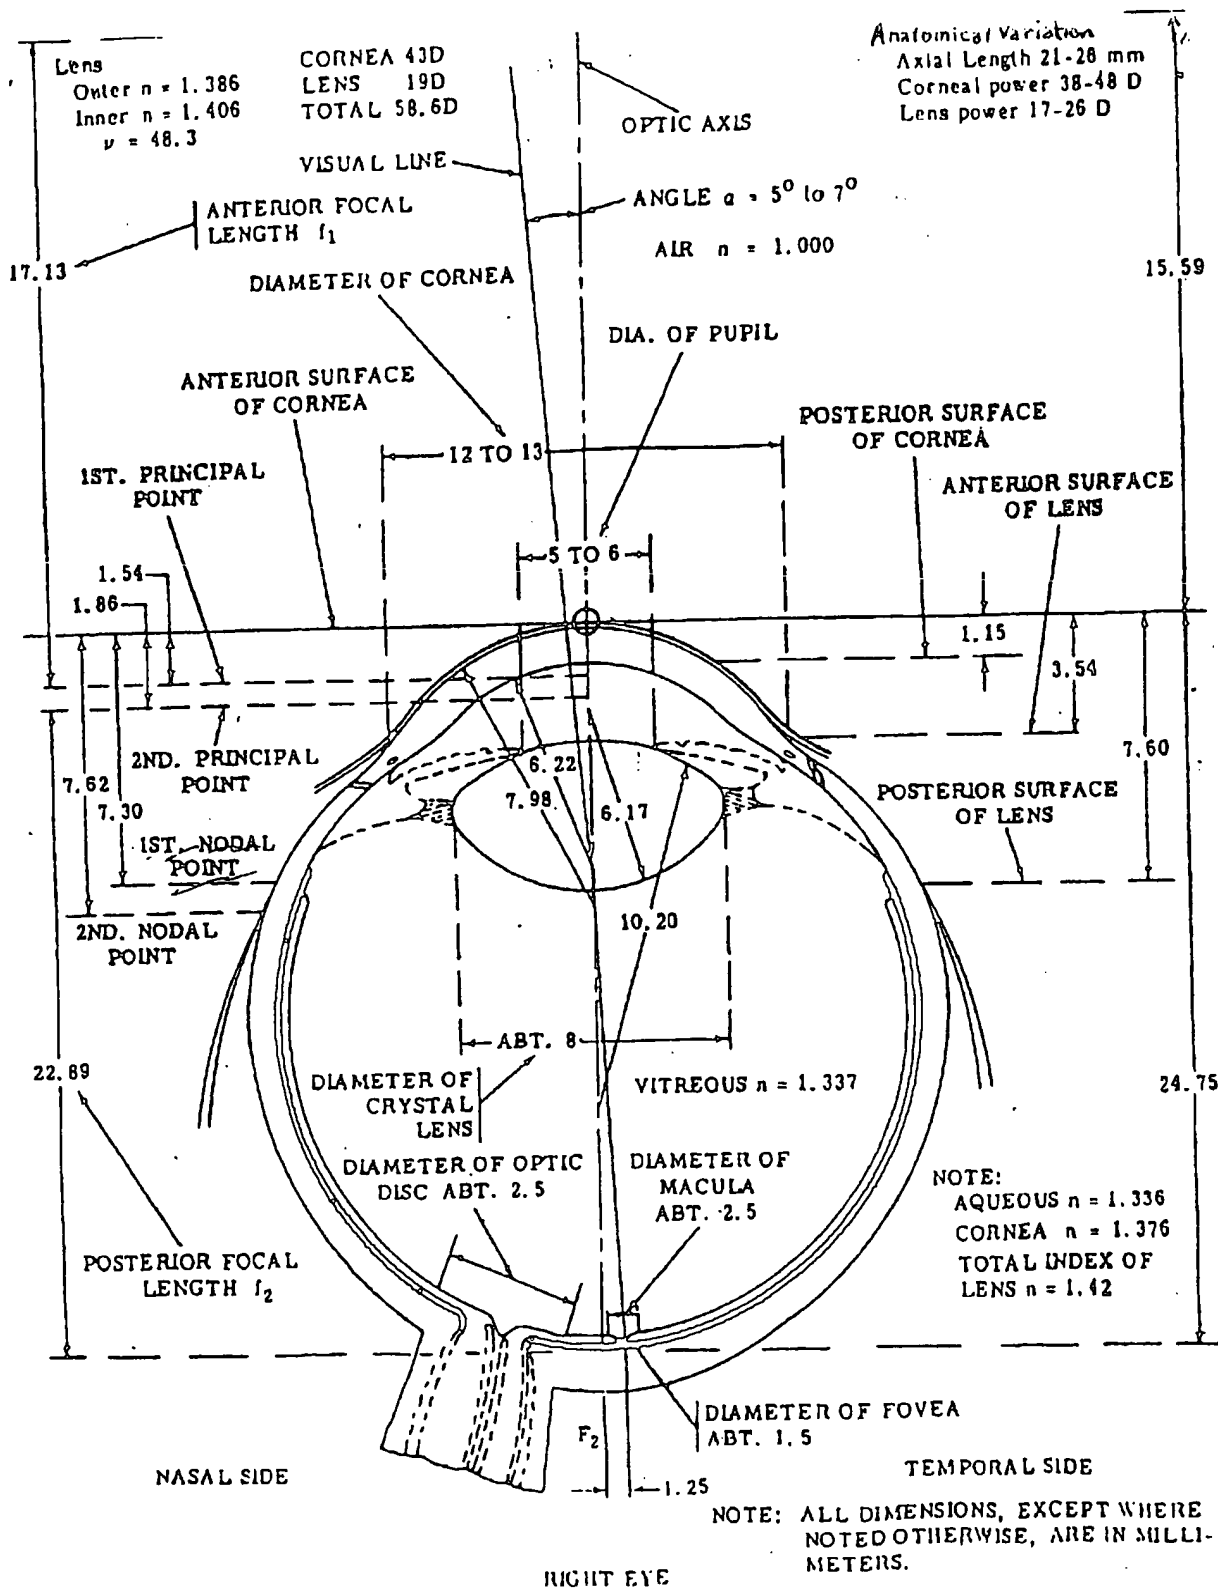 Lens
Outer n = 1.386
Inner n = 1.406
ν = 48.3
CORNEA 43D
LENS 19D
TOTAL 58.6D
Anatomical Variation
Axial Length 21-26 mm
Corneal power 38-48 D
Lens power 17-26 D
OPTIC AXIS
VISUAL LINE
ANGLE α = 5° to 7°
ANTERIOR FOCAL
LENGTH f1
AIR n = 1.000
17.13
15.59
DIAMETER OF CORNEA
DIA. OF PUPIL
ANTERIOR SURFACE
OF CORNEA
POSTERIOR SURFACE
OF CORNEA
12 TO 13
1ST. PRINCIPAL
POINT
ANTERIOR SURFACE
OF LENS
5 TO 6
1.54
1.86
1.15
3.54
2ND. PRINCIPAL
POINT
7.62
7.30
6.22
7.98
6.17
7.60
POSTERIOR SURFACE
OF LENS
1ST. NODAL
POINT
10.20
2ND. NODAL
POINT
ABT. 8
22.89
24.75
DIAMETER OF
CRYSTAL
LENS
VITREOUS n = 1.337
DIAMETER OF OPTIC
DISC ABT. 2.5
DIAMETER OF
MACULA
ABT. 2.5
NOTE:
AQUEOUS n = 1.336
CORNEA n = 1.376
TOTAL INDEX OF
LENS n = 1.42
POSTERIOR FOCAL
LENGTH f2
DIAMETER OF FOVEA
ABT. 1.5
F2
1.25
NASAL SIDE
TEMPORAL SIDE
NOTE: ALL DIMENSIONS, EXCEPT WHERE
NOTED OTHERWISE, ARE IN MILLI-
METERS.
RIGHT EYE